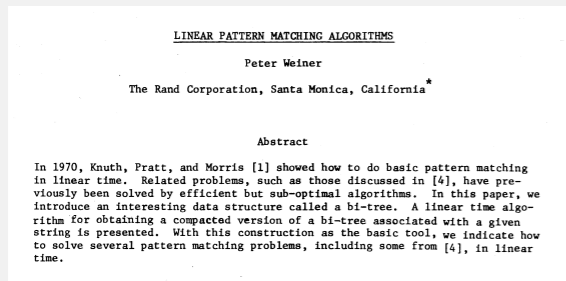 LINEAR PATTERN MATCHING ALGORITHMS
Peter Weiner
The Rand Corporation, Santa Monica, California*
Abstract
In 1970, Knuth, Pratt, and Morris [1] showed how to do basic pattern matching
in linear time. Related problems, such as those discussed in [4], have pre-
viously been solved by efficient but sub-optimal algorithms. In this paper, we
introduce an interesting data structure called a bi-tree. A linear time algo-
rithm for obtaining a compacted version of a bi-tree associated with a given
string is presented. With this construction as the basic tool, we indicate how
to solve several pattern matching problems, including some from [4], in linear
time.